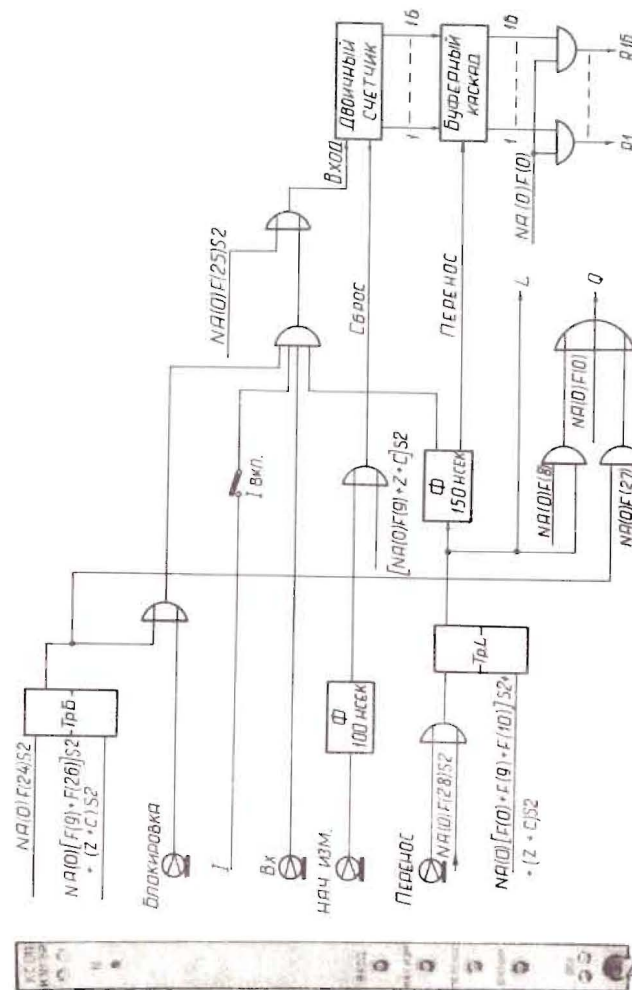 NA(0)F(24)S2
NA(0)[F(9)+F(26)]S2
+ (Z + C)S2
ТрБ
БЛОКИРОВКА
I
I ВКЛ.
Вх
НАЧ ИЗМ.
Ф
100 НСЕК
[NA(0)F(9)+Z+C]S2
ПЕРЕНОС
NA(0)F(28)S2
NA(0)[F(0)+F(9)+F(10)]S2+
+ (Z +C)S2
Тр.L
Ф
150 НСЕК
NA(0)F(25)S2
ВХОД
СБРОС
ПЕРЕНОС
ДВОИЧНЫЙ
СЧЕТЧИК
1
16
БУФЕРНЫЙ
КАСКАД
1
16
NA(0)F(0)
R1
R16
L
NA(0)F(8)
NA(0)F(0)
NA(0)F(27)
Q
N
ВХОД